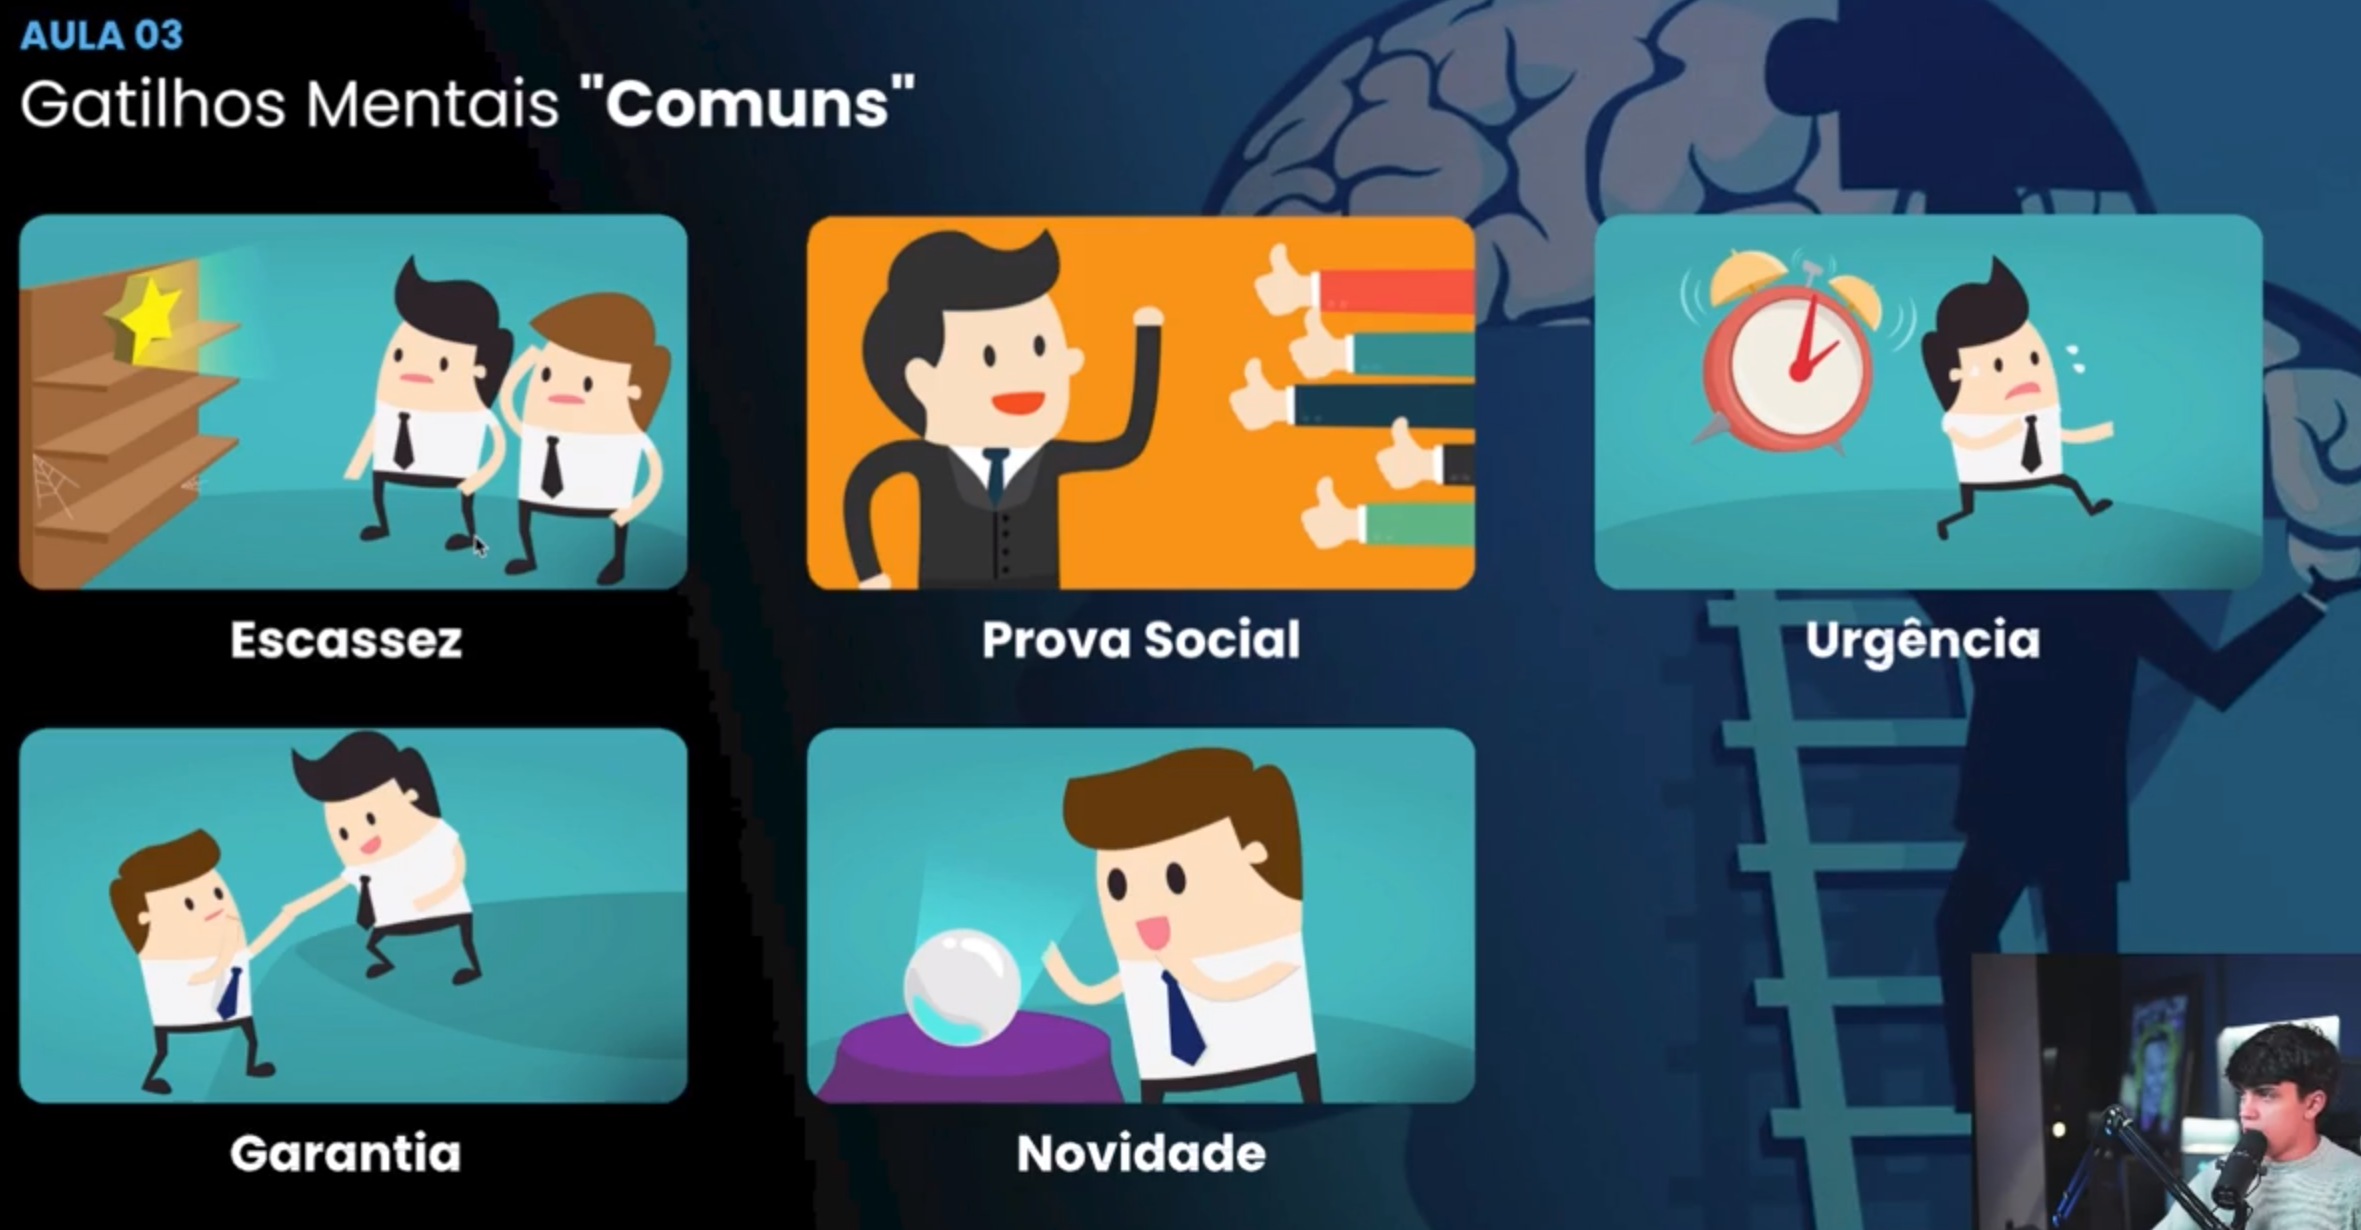 AULA 03
Gatilhos Mentais "Comuns"
Escassez
Prova Social
Urgência
Garantia
Novidade